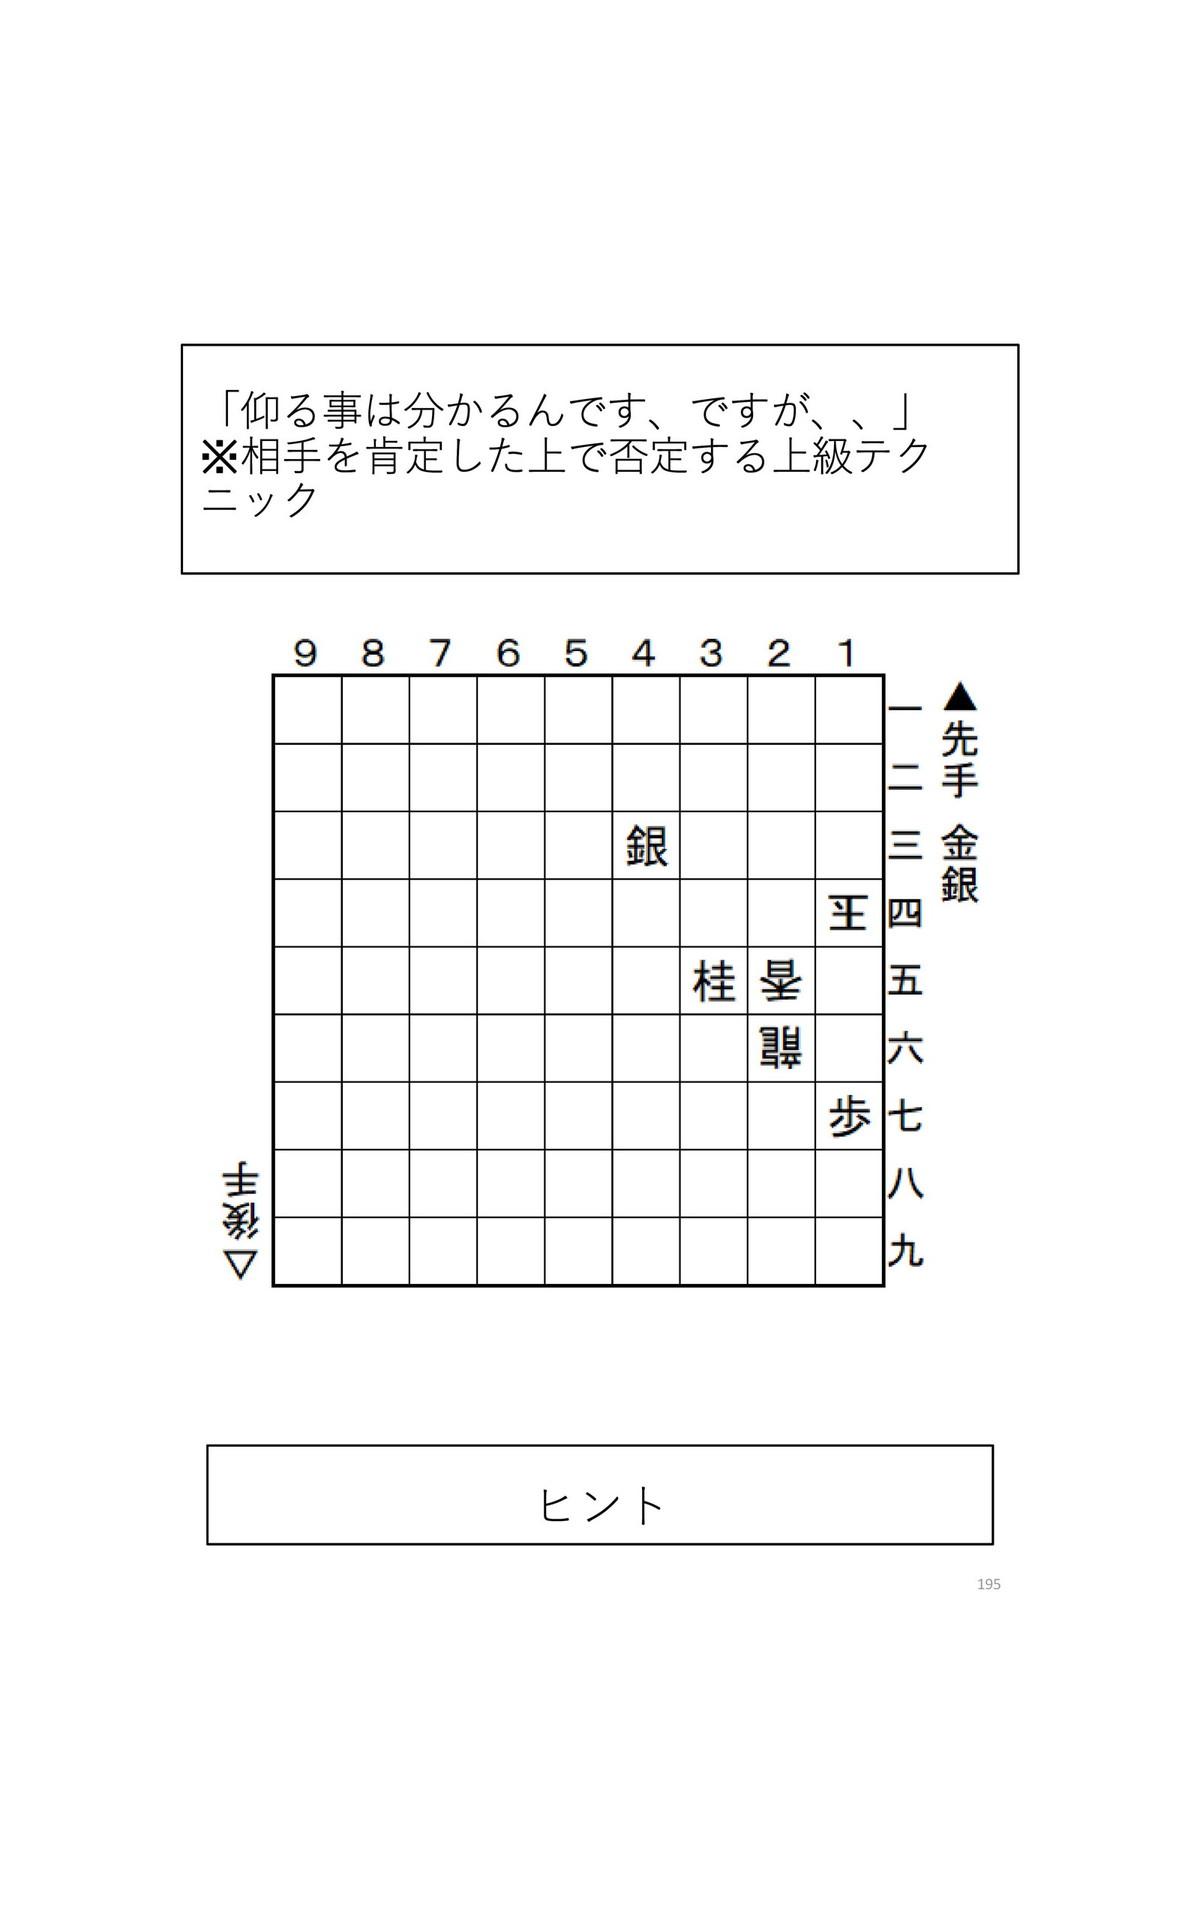 「仰る事は分かるんです、ですが、、」
※相手を肯定した上で否定する上級テク
ニック
9 8 7 6 5 4 3 2 1
一
二
銀 三
王 四
桂 香 五
龍 六
歩 七
八
九
▲先手 金銀
△後手
ヒント
195